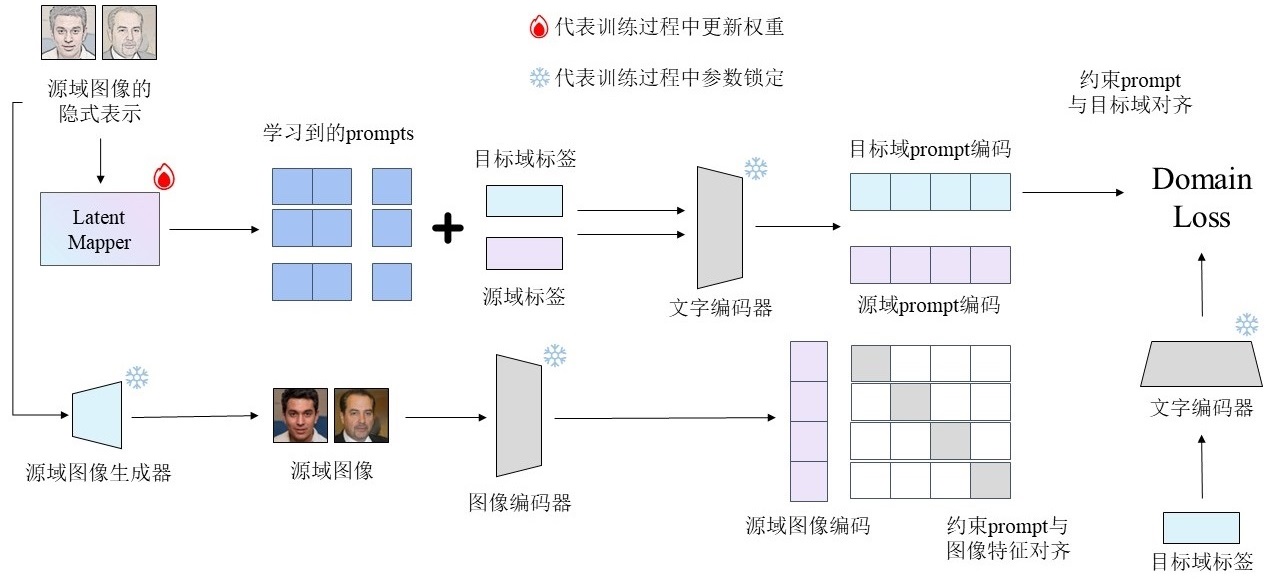 代表训练过程中更新权重
代表训练过程中参数锁定
源域图像的
隐式表示
约束prompt
与目标域对齐
学习到的prompts
目标域标签
目标域prompt编码
Latent
Mapper
Domain
Loss
源域标签
文字编码器
源域prompt编码
文字编码器
源域图像生成器
源域图像
图像编码器
源域图像编码
约束prompt与
图像特征对齐
目标域标签